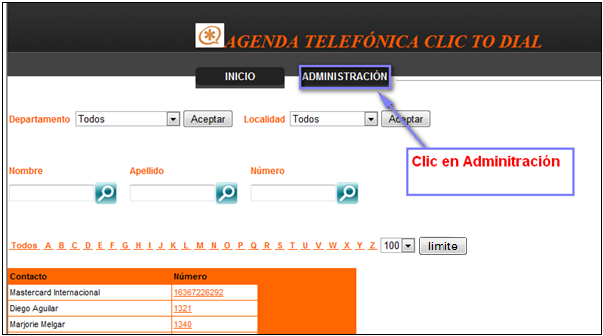 AGENDA TELEFÓNICA CLIC TO DIAL
INICIO ADMINISTRACIÓN
Departamento Todos Aceptar Localidad Todos Aceptar
Clic en Adminitración
Nombre Apellido Número
Todos A B C D E F G H I J K L M N O P Q R S T U V W X Y Z 100 limite
Contacto Número
Mastercard Internacional 16367226292
Diego Aguilar 1321
Marjorie Melgar 1340